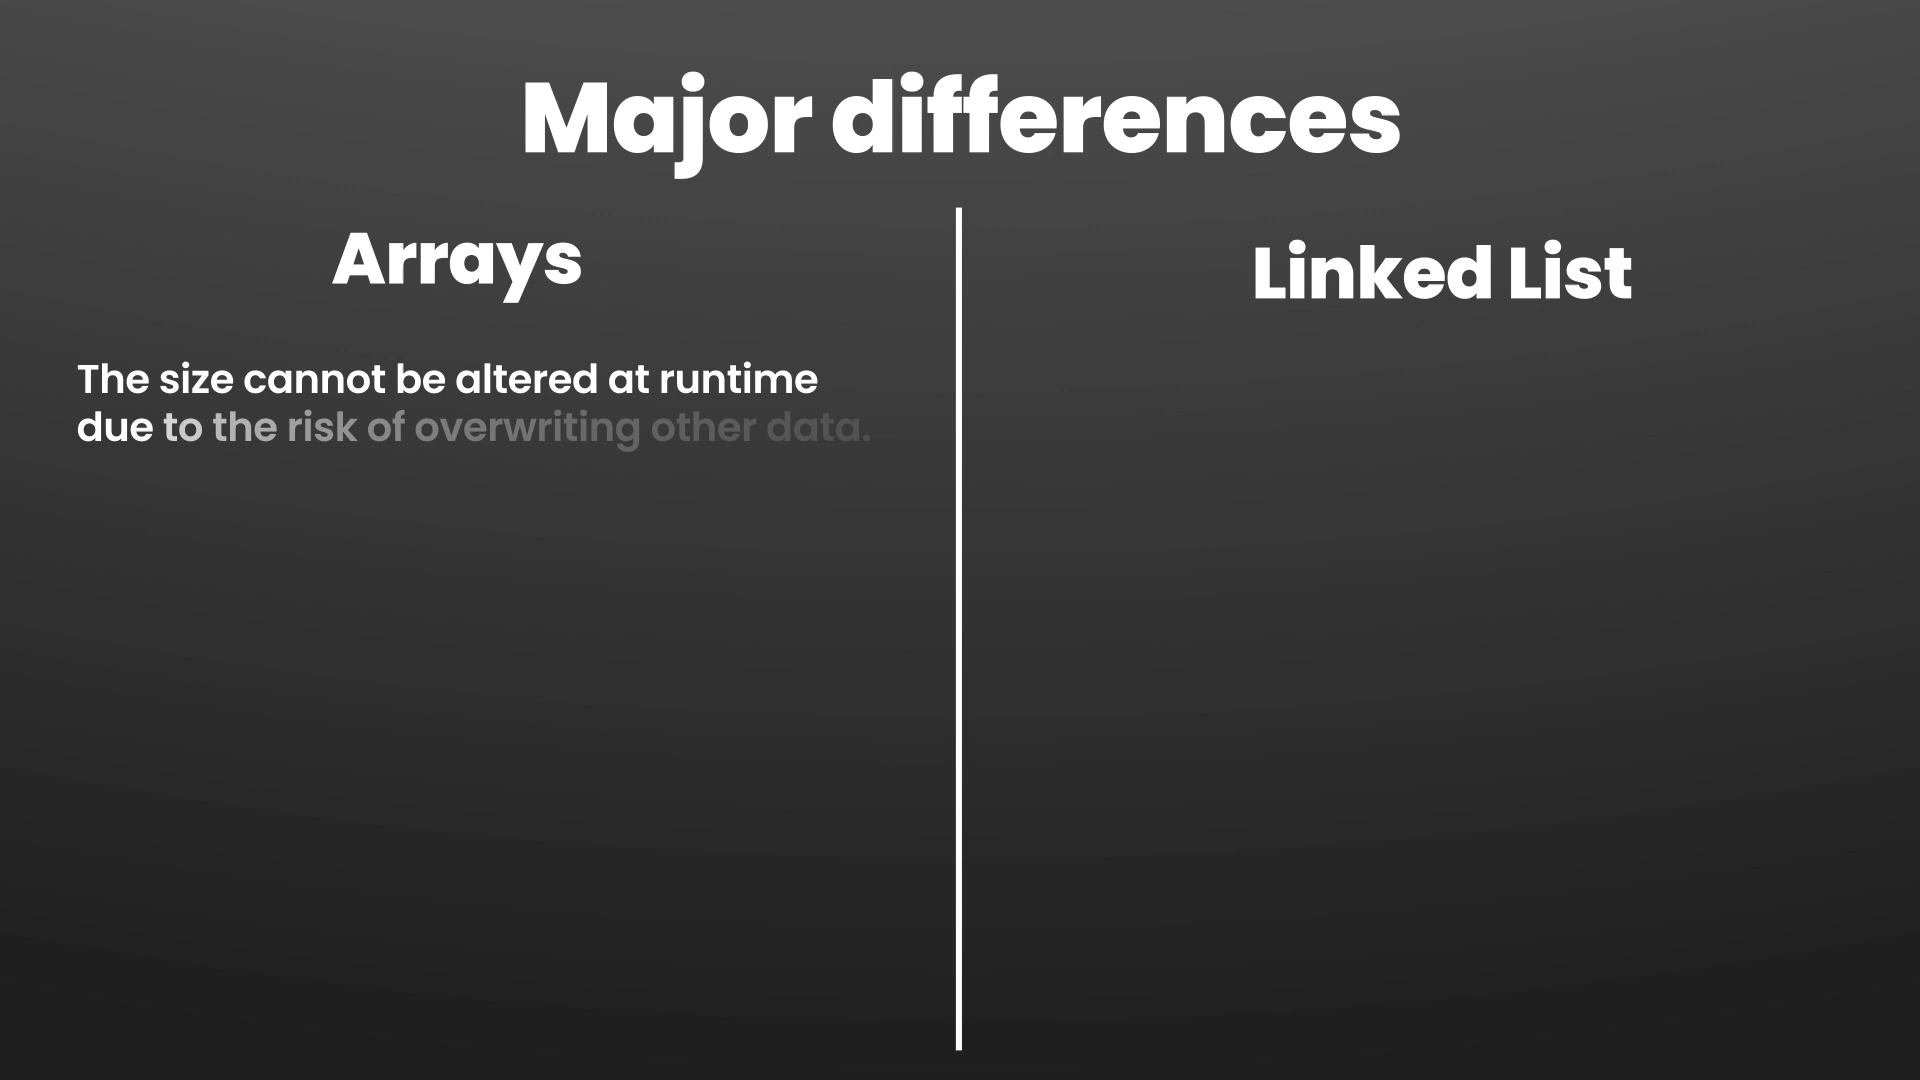 Major differences
Arrays
Linked List
The size cannot be altered at runtime
due to the risk of overwriting other data.